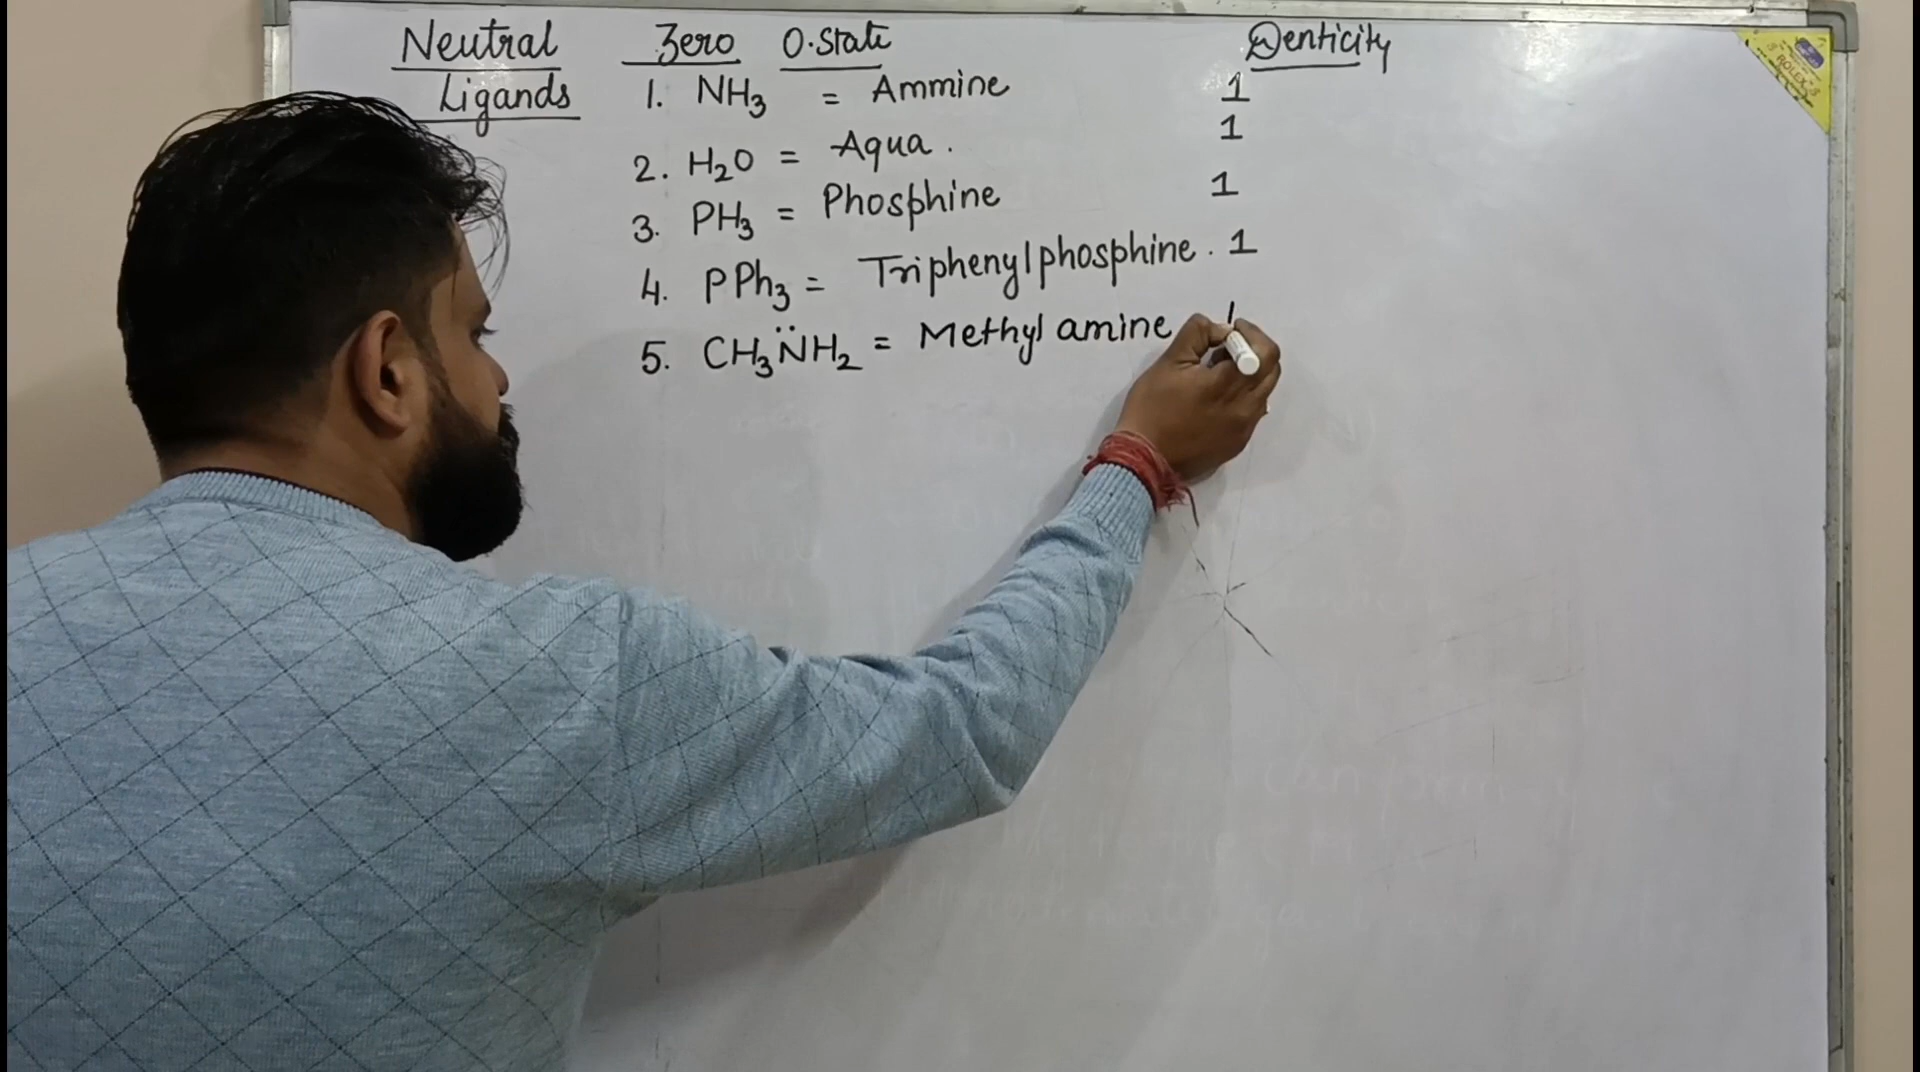 Neutral Zero O.State Denticity
Ligands 1. NH₃ = Ammine 1
2. H₂O = Aqua. 1
3. PH₃ = Phosphine 1
4. PPh₃ = Triphenylphosphine. 1
5. CH₃N̈H₂ = Methyl amine
ROLEX